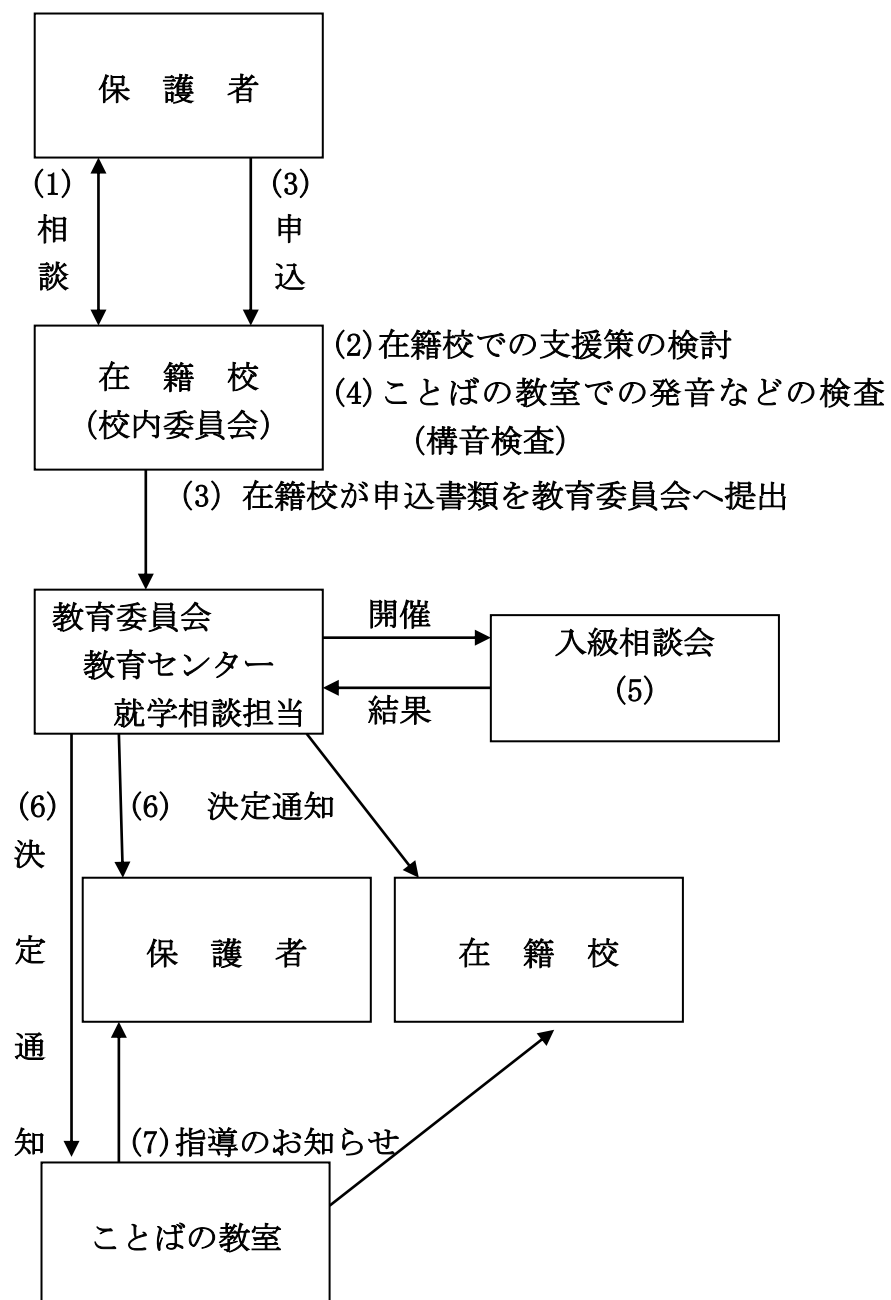 保 護 者
(1)
相
談
(3)
申
込
在 籍 校
(校内委員会)
(2)在籍校での支援策の検討
(4)ことばの教室での発音などの検査
(構音検査)
(3) 在籍校が申込書類を教育委員会へ提出
教育委員会
教育センター
就学相談担当
開催
結果
入級相談会
(5)
(6)
決
定
通
知
(6) 決定通知
保 護 者
在 籍 校
(7)指導のお知らせ
ことばの教室